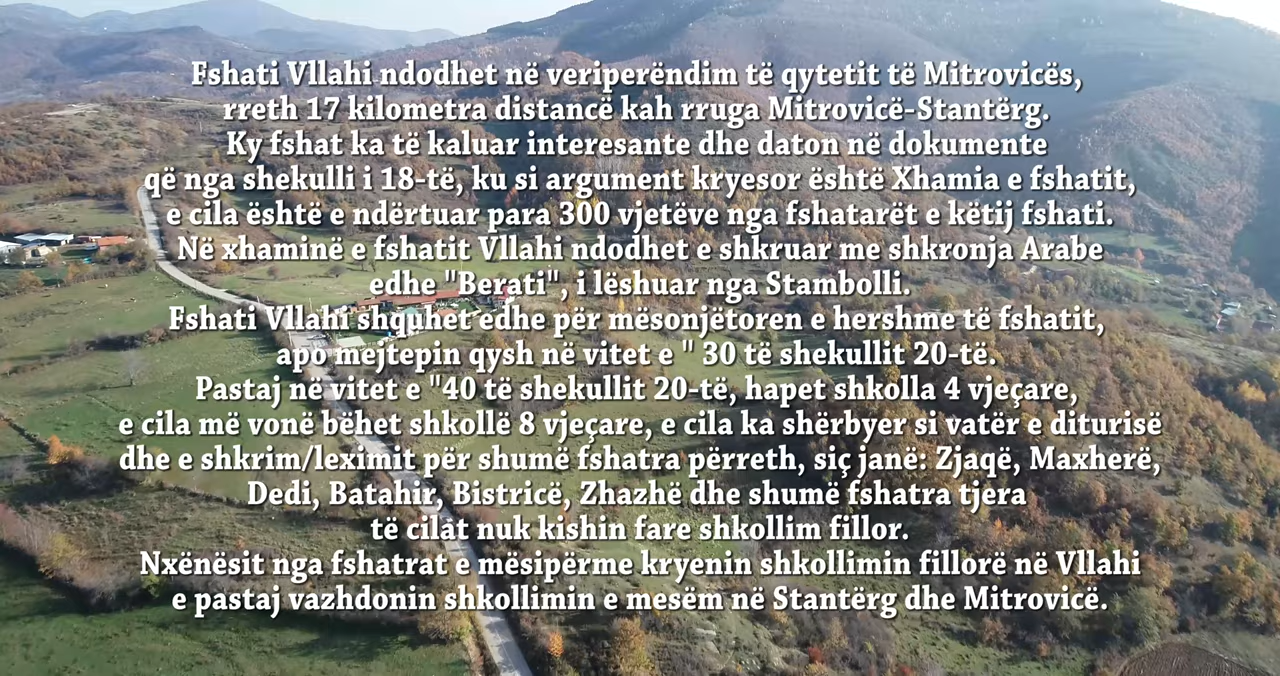 Fshati Vllahi ndodhet në veriperëndim të qytetit të Mitrovicës,
rreth 17 kilometra distancë kah rruga Mitrovicë-Stantërg.
Ky fshat ka të kaluar interesante dhe daton në dokumente
që nga shekulli i 18-të, ku si argument kryesor është Xhamia e fshatit,
e cila është e ndërtuar para 300 vjetëve nga fshatarët e këtij fshati.
Në xhaminë e fshatit Vllahi ndodhet e shkruar me shkronja Arabe
edhe "Berati", i lëshuar nga Stambolli.
Fshati Vllahi shquhet edhe për mësonjëtoren e hershme të fshatit,
apo mejtepin qysh në vitet e " 30 të shekullit 20-të.
Pastaj në vitet e "40 të shekullit 20-të, hapet shkolla 4 vjeçare,
e cila më vonë bëhet shkollë 8 vjeçare, e cila ka shërbyer si vatër e diturisë
dhe e shkrim/leximit për shumë fshatra përreth, siç janë: Zjaqë, Maxherë,
Dedi, Batahir, Bistricë, Zhazhë dhe shumë fshatra tjera
të cilat nuk kishin fare shkollim fillor.
Nxënësit nga fshatrat e mësipërme kryenin shkollimin fillorë në Vllahi
e pastaj vazhdonin shkollimin e mesëm në Stantërg dhe Mitrovicë.